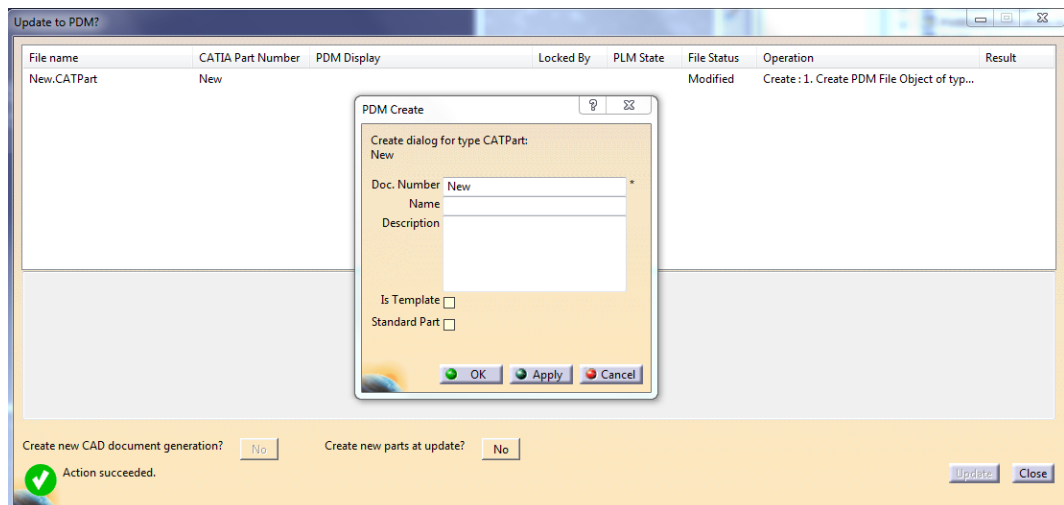 Update to PDM?
File name CATIA Part Number PDM Display Locked By PLM State File Status Operation Result
New.CATPart New Modified Create : 1. Create PDM File Object of typ...
PDM Create
Create dialog for type CATPart:
New
Doc. Number New *
Name
Description
Is Template
Standard Part
OK Apply Cancel
Create new CAD document generation? No Create new parts at update? No
Action succeeded.
Update Close